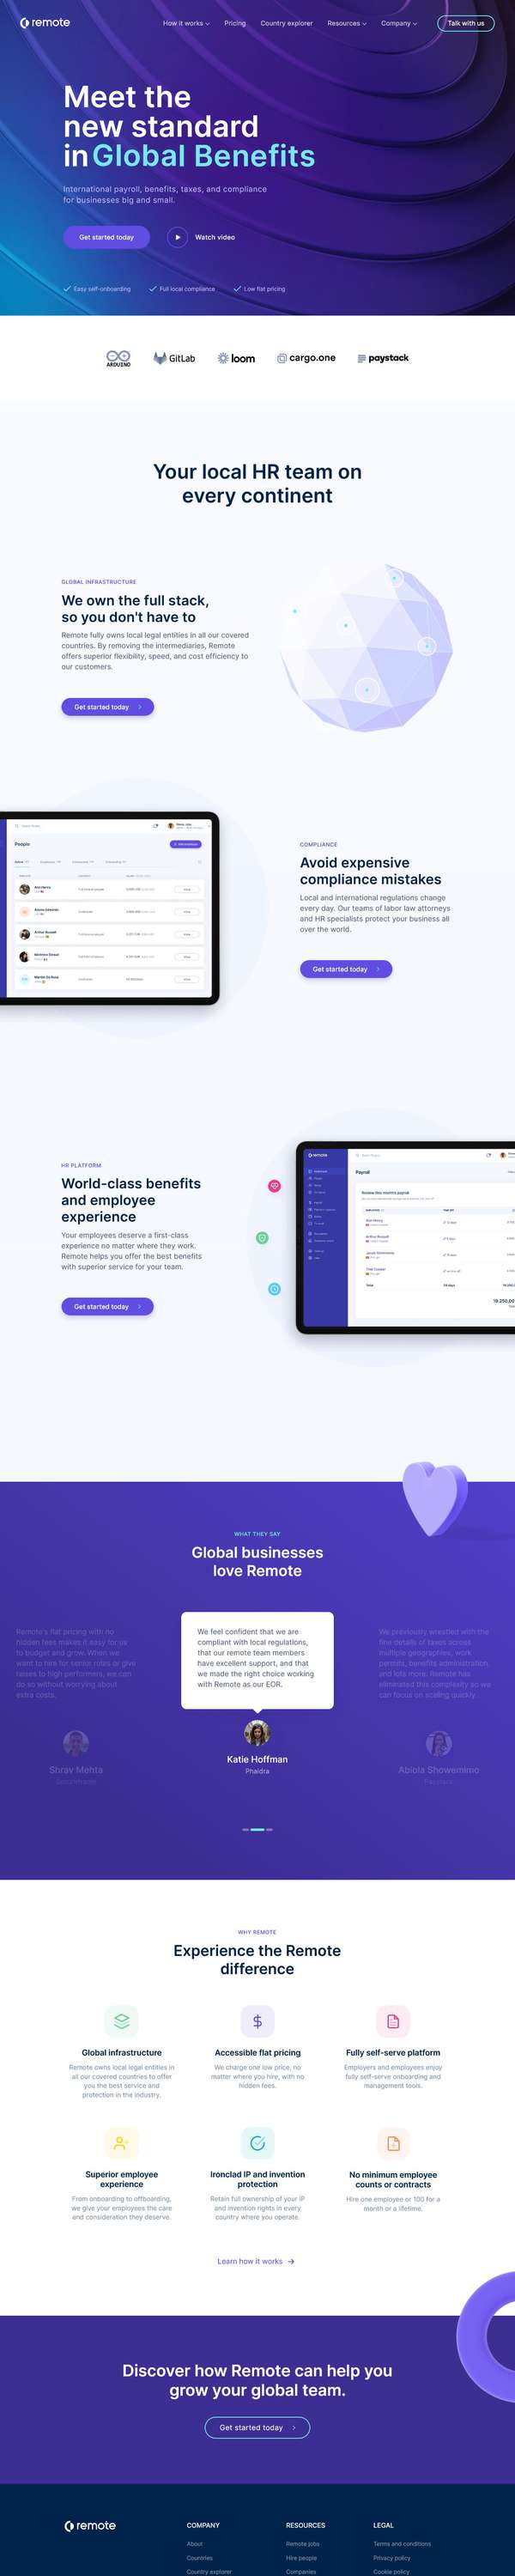 remote
How it works
Pricing
Country explorer
Resources
Company
Talk with us
Meet the
new standard
in Global Benefits
International payroll, benefits, taxes, and compliance
for businesses big and small.
Get started today
Watch video
Easy self-onboarding
Full local compliance
Low flat pricing
ARDUINO
GitLab
loom
cargo.one
paystack
Your local HR team on
every continent
GLOBAL INFRASTRUCTURE
We own the full stack,
so you don't have to
Remote fully owns local legal entities in all our covered
countries. By removing the intermediaries, Remote
offers superior flexibility, speed, and cost efficiency to
our customers.
Get started today
People
COMPLIANCE
Avoid expensive
compliance mistakes
Local and international regulations change
every day. Our teams of labor law attorneys
and HR specialists protect your business all
over the world.
Get started today
HR PLATFORM
World-class benefits
and employee
experience
Your employees deserve a first-class
experience no matter where they work.
Remote helps you offer the best benefits
with superior service for your team.
Get started today
remote
Payroll
Review this month's payroll
Total
WHAT THEY SAY
Global businesses
love Remote
Remote's flat pricing with no
hidden fees makes it easy for us
to budget and grow. When we
want to hire for senior roles or give
raises to high performers, we can
do so without worrying about
extra costs.
Shrav Mehta
Secureframe
We feel confident that we are
compliant with local regulations,
that our remote team members
have excellent support, and that
we made the right choice working
with Remote as our EOR.
Katie Hoffman
Phaidra
We previously wrestled with the
fine details of taxes across
multiple geographies, work
permits, benefits administration
and lots more. Remote has
eliminated this complexity so we
can focus on scaling quickly.
Abiola Showemimo
Paystack
WHY REMOTE
Experience the Remote
difference
Global infrastructure
Remote owns local legal entities in
all our covered countries to offer
you the best service and
protection in the industry.
Accessible flat pricing
We charge one low price, no
matter where you hire, with no
hidden fees.
Fully self-serve platform
Employers and employees enjoy
fully self-serve onboarding and
management tools.
Superior employee
experience
From onboarding to offboarding,
we give your employees the care
and consideration they deserve.
Ironclad IP and invention
protection
Retain full ownership of your IP
and invention rights in every
country where you operate.
No minimum employee
counts or contracts
Hire one employee or 100 for a
month or a lifetime.
Learn how it works
Discover how Remote can help you
grow your global team.
Get started today
remote
COMPANY
About
Countries
Country explorer
RESOURCES
Remote jobs
Hire people
Companies
LEGAL
Terms and conditions
Privacy policy
Cookie policy